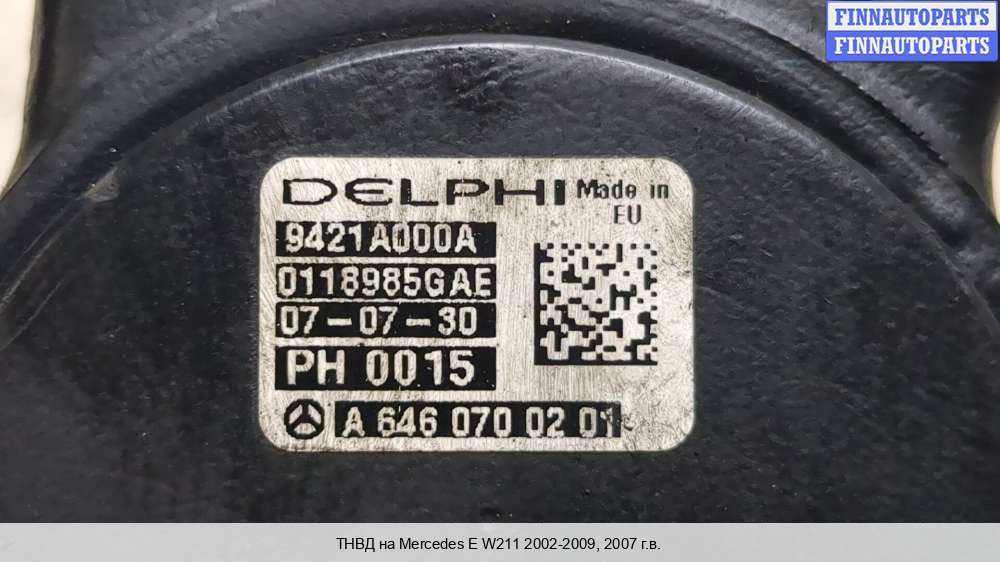 FINNAUTOPARTS
FINNAUTOPARTS
DELPHI Made in
EU
9421A000A
0118985GAE
07-07-30
PH 0015
A 646 070 02 01
ТНВД на Mercedes E W211 2002-2009, 2007 г.в.